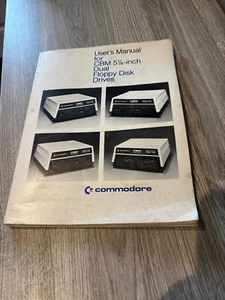 User's Manual
for
CBM 5¼-inch
Dual
Floppy Disk
Drives
commodore